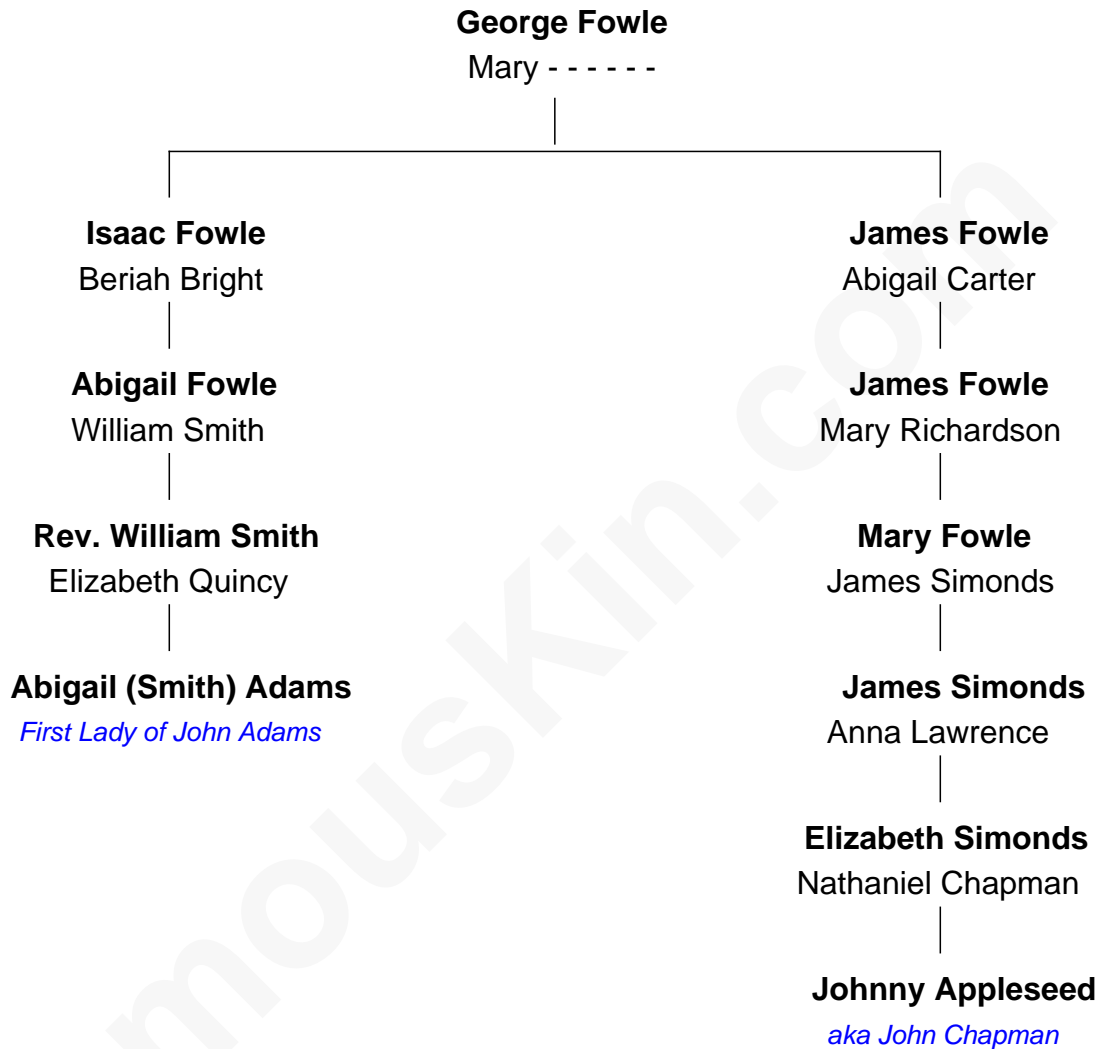 George Fowle
Mary - - - - - -
Isaac Fowle
Beriah Bright
James Fowle
Abigail Carter
Abigail Fowle
William Smith
James Fowle
Mary Richardson
Rev. William Smith
Elizabeth Quincy
Mary Fowle
James Simonds
Abigail (Smith) Adams
First Lady of John Adams
James Simonds
Anna Lawrence
Elizabeth Simonds
Nathaniel Chapman
Johnny Appleseed
aka John Chapman
mouskin.com